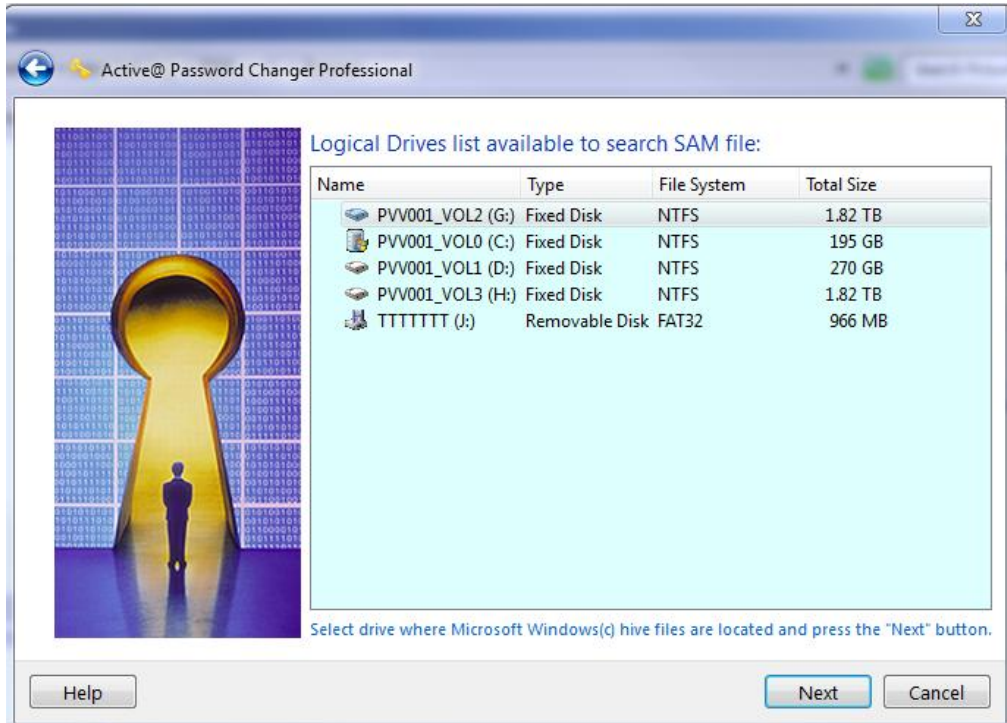 Active@ Password Changer Professional
Logical Drives list available to search SAM file:
Name Type File System Total Size
PVV001_VOL2 (G:) Fixed Disk NTFS 1.82 TB
PVV001_VOL0 (C:) Fixed Disk NTFS 195 GB
PVV001_VOL1 (D:) Fixed Disk NTFS 270 GB
PVV001_VOL3 (H:) Fixed Disk NTFS 1.82 TB
TTTTTTT (J:) Removable Disk FAT32 966 MB
Select drive where Microsoft Windows(c) hive files are located and press the "Next" button.
Help Next Cancel